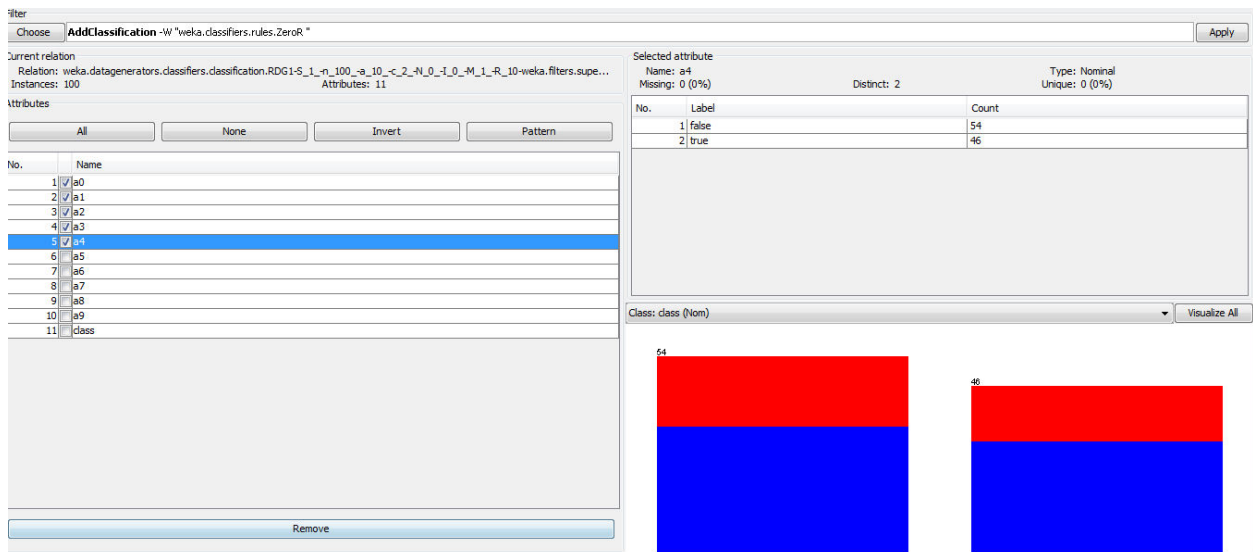 Filter
Choose AddClassification -W "weka.classifiers.rules.ZeroR "
Apply
Current relation
Relation: weka.datagenerators.classifiers.classification.RDG1-S_1_-n_100_-a_10_-c_2_-N_0_-I_0_-M_1_-R_10-weka.filters.supe...
Instances: 100 Attributes: 11
Attributes
All None Invert Pattern
No. Name
1 a0
2 a1
3 a2
4 a3
5 a4
6 a5
7 a6
8 a7
9 a8
10 a9
11 class
Remove
Selected attribute
Name: a4 Type: Nominal
Missing: 0 (0%) Distinct: 2 Unique: 0 (0%)
No. Label Count
1 false 54
2 true 46
Class: class (Nom) Visualize All
54
46